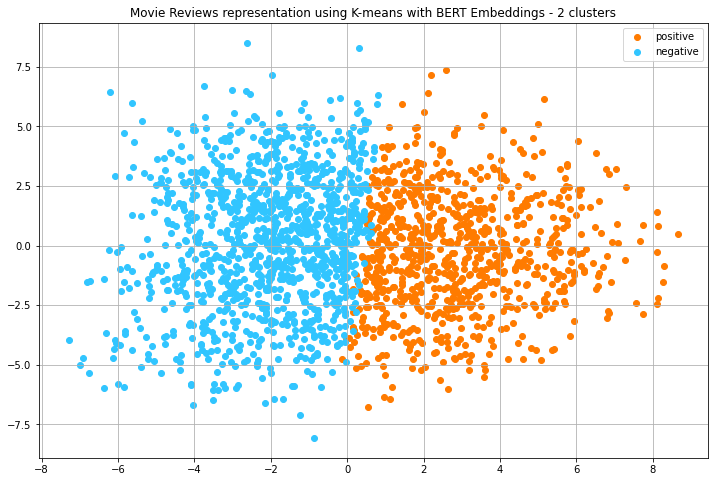 Movie Reviews representation using K-means with BERT Embeddings - 2 clusters
positive
negative
7.5
5.0
2.5
0.0
−2.5
−5.0
−7.5
−8 −6 −4 −2 0 2 4 6 8